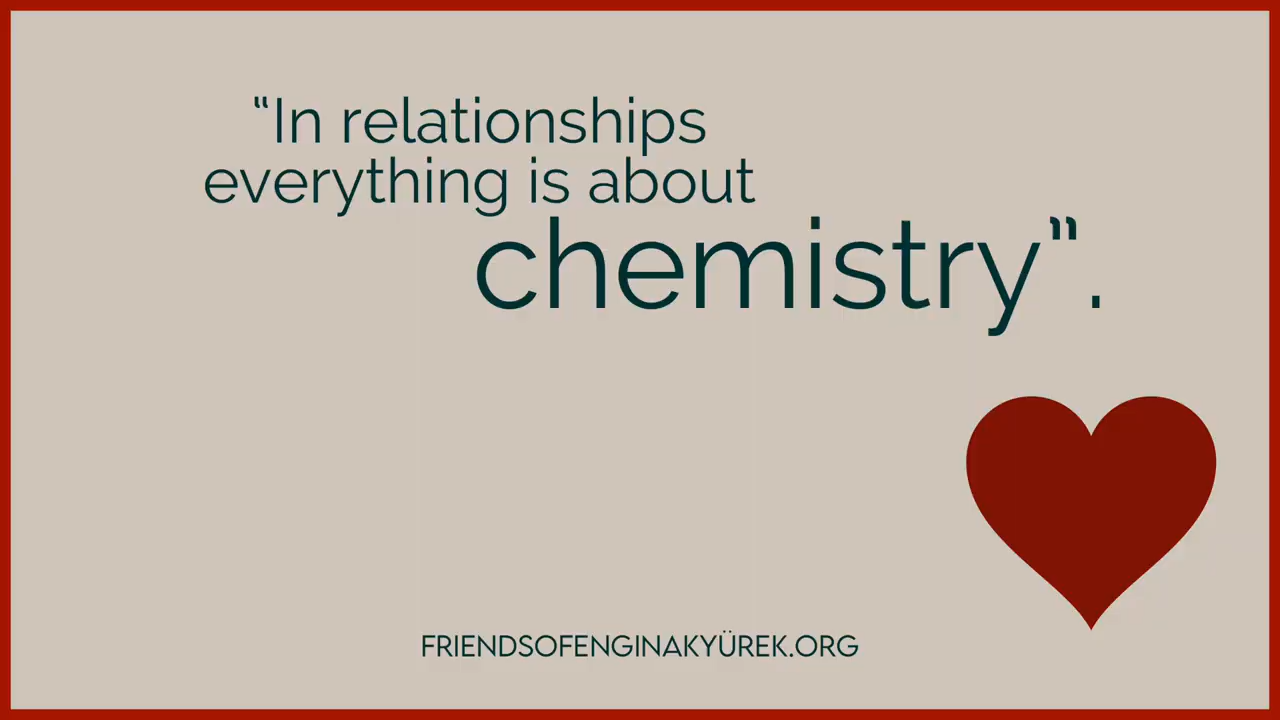 “In relationships
everything is about
chemistry”.
FRIENDSOFENGINAKYÜREK.ORG